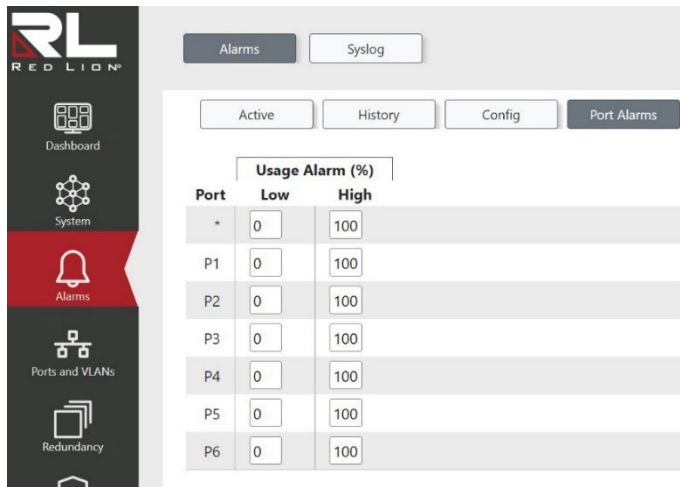 RL
RED LION®
Alarms Syslog
Dashboard
System
Alarms
Ports and VLANs
Redundancy
Active History Config Port Alarms
Usage Alarm (%)
Port Low High
* 0 100
P1 0 100
P2 0 100
P3 0 100
P4 0 100
P5 0 100
P6 0 100